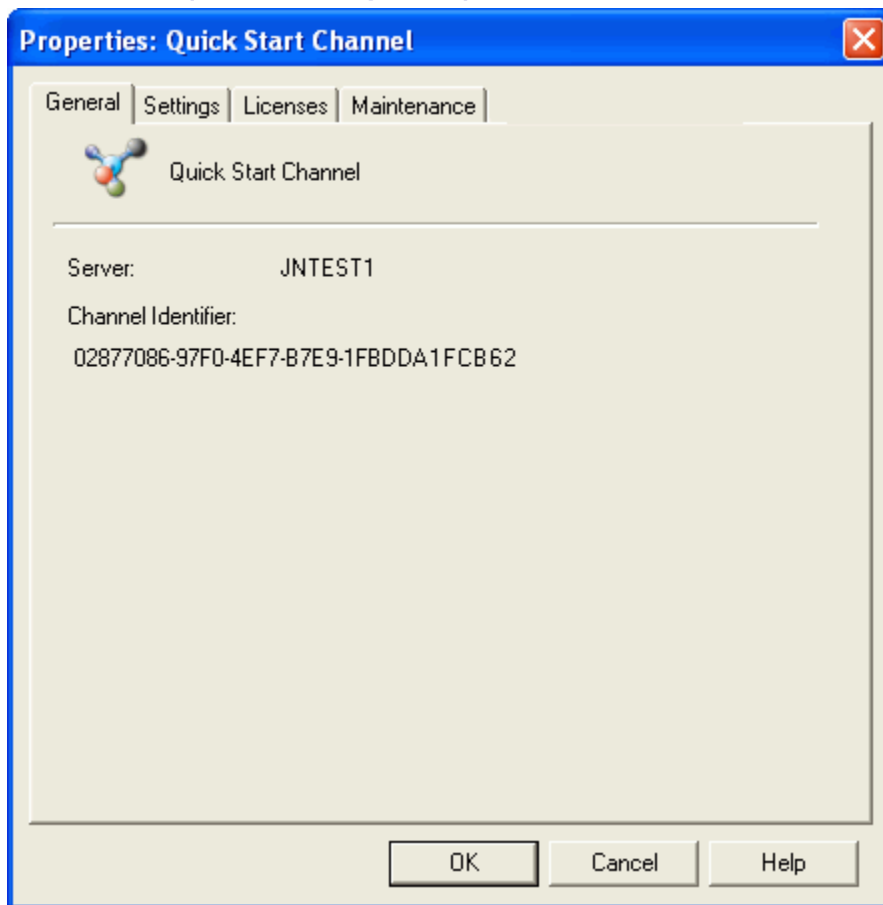 Properties: Quick Start Channel
General Settings Licenses Maintenance
Quick Start Channel
Server: JNTEST1
Channel Identifier:
02877086-97F0-4EF7-B7E9-1FBDDA1FCB62
OK Cancel Help